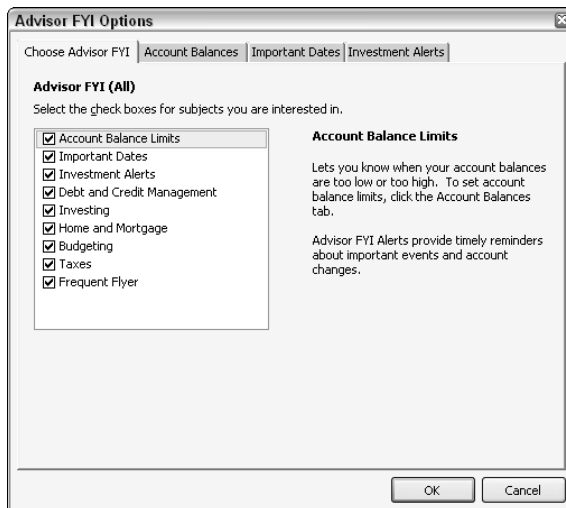 Advisor FYI Options
Choose Advisor FYI Account Balances Important Dates Investment Alerts
Advisor FYI (All)
Select the check boxes for subjects you are interested in.
Account Balance Limits
Important Dates
Investment Alerts
Debt and Credit Management
Investing
Home and Mortgage
Budgeting
Taxes
Frequent Flyer
Account Balance Limits
Lets you know when your account balances
are too low or too high. To set account
balance limits, click the Account Balances
tab.
Advisor FYI Alerts provide timely reminders
about important events and account
changes.
OK Cancel